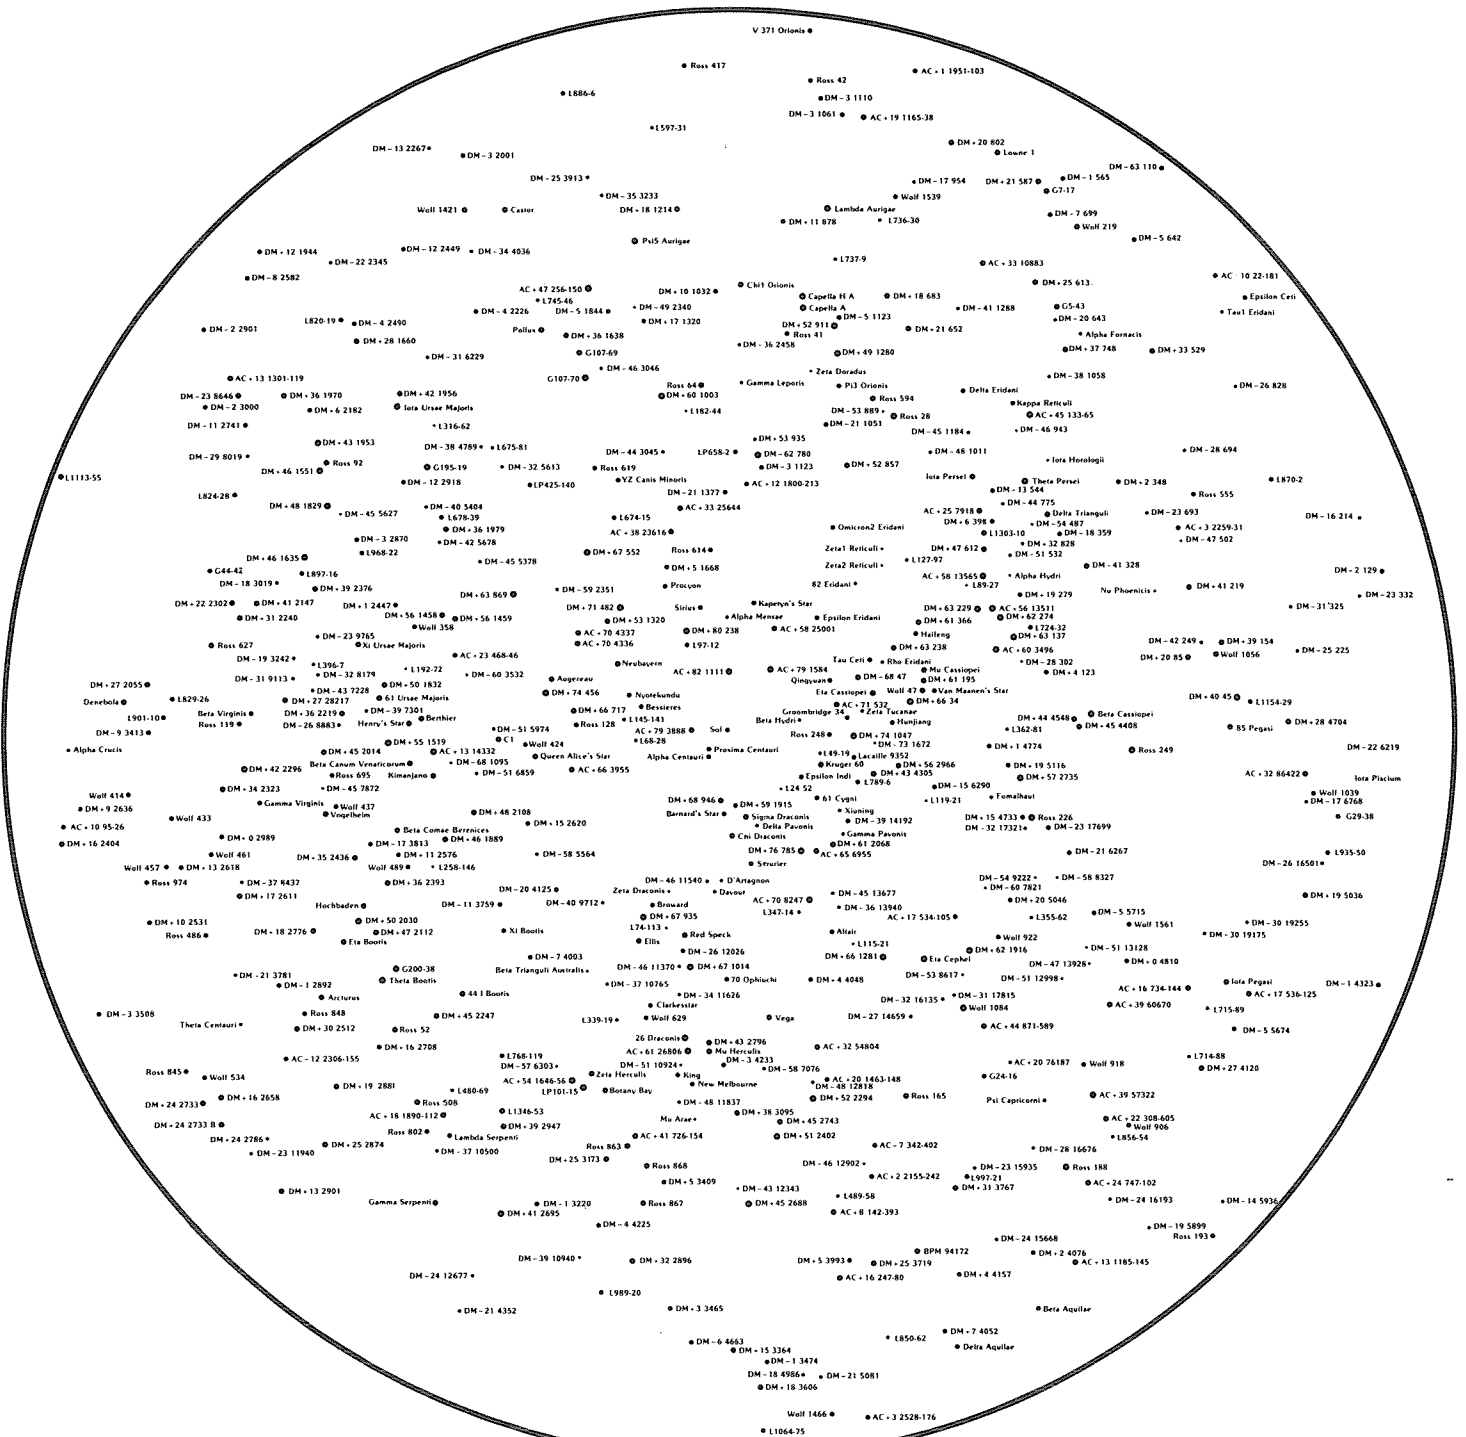 V 371 Orionis
Ross 417
AC + 1 1951-103
Ross 42
L886-6
DM - 3 1110
DM - 3 1061
AC + 19 1165-38
L597-31
DM + 20 802
DM - 13 2267
DM - 3 2001
Lowne 1
DM - 63 110
DM - 25 3913
DM - 17 954
DM + 21 587
DM - 1 565
G7-17
DM - 35 3233
Wolf 1539
Wolf 1421
Castor
DM + 18 1214
Lambda Aurigae
DM - 7 699
DM + 11 878
L736-30
Wolf 219
Psi5 Aurigae
DM - 5 642
DM + 12 1944
DM - 12 2449
DM - 34 4036
DM - 22 2345
L737-9
AC + 33 10883
DM - 8 2582
AC - 10 22-181
DM + 25 613
AC + 47 256-150
DM + 10 1032
Chi1 Orionis
Capella H A
DM + 18 683
Epsilon Ceti
L745-46
Capella A
DM - 4 2226
DM - 5 1844
DM - 49 2340
DM - 41 1288
G5-43
Tau1 Eridani
L820-19
DM - 4 2490
DM + 17 1320
DM - 5 1123
DM - 20 643
DM - 2 2901
Pollux
DM + 36 1638
DM + 52 911
Ross 41
DM + 21 652
Alpha Fornacis
DM + 28 1660
DM - 36 2458
DM + 49 1280
DM + 37 748
DM + 33 529
DM - 31 6229
G107-69
DM - 46 3046
Zeta Doradus
AC + 13 1301-119
G107-70
Ross 64
Gamma Leporis
Pi3 Orionis
DM - 38 1058
DM - 26 828
DM - 23 8646
DM + 36 1970
DM + 42 1956
DM + 60 1003
Ross 594
Delta Eridani
DM - 2 3000
DM + 6 2182
Iota Ursae Majoris
L182-44
DM - 53 889
Ross 28
Kappa Reticuli
AC + 45 133-65
DM - 11 2741
L316-62
DM - 21 1051
DM - 45 1184
DM - 46 943
DM + 43 1953
DM - 38 4789
L675-81
DM + 53 935
DM - 29 8019
Ross 92
DM - 44 3045
LP658-2
DM - 62 780
DM - 48 1011
DM - 28 694
DM + 46 1551
G195-19
DM - 32 5613
Ross 619
DM - 3 1123
DM + 52 857
Iota Horologii
L1113-55
DM - 12 2918
LP425-140
YZ Canis Minoris
AC + 12 1800-213
Iota Persei
Theta Persei
DM + 2 348
L870-2
L824-28
DM - 21 1377
DM - 13 544
Ross 555
DM + 48 1829
DM - 45 5627
DM - 40 5404
AC + 33 25644
DM - 44 775
L678-39
L674-15
AC + 25 7918
Delta Trianguli
DM - 23 693
DM - 16 214
DM + 36 1979
AC + 38 23616
Omicron2 Eridani
DM + 6 398
DM - 54 487
AC + 3 2259-31
DM - 3 2870
DM - 42 5678
L1303-10
DM - 18 359
DM - 47 502
L968-22
DM + 67 552
Ross 614
Zeta1 Reticuli
DM + 47 612
DM + 32 828
DM - 51 532
DM + 46 1635
DM - 45 5378
DM + 5 1668
Zeta2 Reticuli
L127-97
DM - 41 328
G44-42
L897-16
AC + 58 13565
Alpha Hydri
DM - 2 129
DM - 18 3019
DM + 39 2376
DM - 59 2351
Procyon
82 Eridani
L89-27
Nu Phoenicis
DM + 41 219
DM + 63 869
DM + 19 279
DM - 23 332
DM + 22 2302
DM + 41 2147
DM + 1 2447
DM + 71 482
Sirius
Kapteyn's Star
DM + 63 229
AC + 56 13511
DM - 31 325
DM + 31 2240
DM + 56 1458
DM + 56 1459
DM + 53 1320
Alpha Mensae
Epsilon Eridani
DM + 61 366
DM + 62 274
Wolf 358
AC + 70 4337
DM + 80 238
AC + 58 25001
Haifeng
L724-32
DM - 23 9765
DM + 63 137
Ross 627
Xi Ursae Majoris
AC + 70 4336
L97-12
DM + 63 238
AC + 60 3496
DM - 42 249
DM + 39 154
DM - 19 3242
AC + 23 468-46
Tau Ceti
Rho Eridani
DM - 28 302
DM + 20 85
Wolf 1056
DM - 25 225
L396-7
L192-72
Neubayern
AC + 82 1111
AC + 79 1584
Mu Cassiopei
DM + 4 123
DM - 31 9113
DM - 32 8179
DM - 60 3532
Augereau
Qingyuan
DM - 68 47
DM + 61 195
DM + 27 2055
DM - 43 7228
DM + 50 1832
DM + 74 456
Nyotekundu
Eta Cassiopei
Wolf 47
Van Maanen's Star
DM + 40 45
Denebola
L829-26
DM + 27 28217
61 Ursae Majoris
Bessieres
AC + 71 532
DM + 66 34
L1154-29
L901-10
Beta Virginis
DM + 36 2219
DM - 39 7301
Berthier
DM + 66 717
L145-141
Groombridge 34
Zeta Tucanae
DM + 44 4548
Beta Cassiopei
Ross 119
DM - 26 8883
Henry's Star
Ross 128
Beta Hydri
Hunjiang
DM + 45 4408
85 Pegasi
DM + 28 4704
DM - 9 3413
DM - 51 5974
AC + 79 3888
Sol
Ross 248
DM + 74 1047
L362-81
Alpha Crucis
DM + 55 1519
C1
Wolf 424
L68-28
DM - 73 1672
DM + 1 4774
Ross 249
DM - 22 6219
DM + 45 2014
AC + 13 14332
Queen Alice's Star
Alpha Centauri
Proxima Centauri
L49-19
Lacaille 9352
Beta Canum Venaticorum
DM - 68 1095
Kruger 60
DM + 56 2966
DM + 19 5116
DM + 42 2296
Ross 695
Kimanjano
DM - 51 6859
AC + 66 3955
Epsilon Indi
DM + 43 4305
DM + 57 2735
AC + 32 86422
Iota Piscium
DM + 34 2323
DM - 45 7872
L24 52
L789-6
DM - 15 6290
Wolf 414
Gamma Virginis
Wolf 437
DM + 68 946
61 Cygni
L119-21
Fomalhaut
Wolf 1039
DM + 9 2636
Vogelheim
DM + 48 2108
DM + 59 1915
DM - 17 6768
Wolf 433
Barnard's Star
Sigma Draconis
Xiuning
DM + 15 4733
Ross 226
G29-38
AC + 10 95-26
DM + 15 2620
Delta Pavonis
DM - 39 14192
DM - 32 17321
DM - 23 17699
DM + 0 2989
Beta Comae Berenices
Chi Draconis
Gamma Pavonis
DM + 16 2404
DM - 17 3813
DM + 46 1889
DM + 61 2068
Wolf 461
DM + 35 2436
DM + 11 2576
DM - 58 5564
DM + 76 785
AC + 65 6955
DM - 21 6267
L935-50
Wolf 457
DM + 13 2618
Wolf 489
L258-146
Serurier
DM - 26 16501
Ross 974
DM - 37 8437
DM + 36 2393
DM - 46 11540
D'Artagnon
DM - 54 9222
DM - 58 8327
DM + 17 2611
DM - 20 4125
Zeta Draconis
Davout
DM - 45 13677
DM - 60 7821
DM + 19 5036
Hochbaden
DM - 11 3759
DM - 40 9712
Broward
AC + 70 8247
DM - 36 13940
DM + 20 5046
DM + 10 2531
DM + 50 2030
DM + 67 935
L347-14
AC + 17 534-105
L355-62
DM - 5 5715
DM + 18 2776
DM + 47 2112
Xi Bootis
L74-113
Wolf 1561
DM - 30 19255
Ross 486
Eta Bootis
Red Speck
Altair
Wolf 922
DM - 30 19175
Ellis
L115-21
DM - 7 4003
DM - 26 12026
DM + 66 1281
Eta Cephei
DM + 62 1916
DM - 51 13128
G200-38
Beta Trianguli Australis
DM - 46 11370
DM + 67 1014
DM - 47 13928
DM + 0 4810
DM - 21 3781
Theta Bootis
DM - 37 10765
70 Ophiuchi
DM + 4 4048
DM - 53 8617
DM - 51 12998
DM - 1 2892
Iota Pegasi
DM - 1 4323
Arcturus
44 I Bootis
DM - 34 11626
DM - 32 16135
DM - 31 17815
AC + 16 734-144
AC + 17 536-125
DM - 3 3508
Ross 848
DM + 45 2247
Clarkesstar
Wolf 1084
AC + 39 60670
L715-89
Theta Centauri
DM + 30 2512
Ross 52
L339-19
Wolf 629
Vega
DM - 27 14659
AC + 44 871-589
DM - 5 5674
DM + 16 2708
26 Draconis
DM + 43 2796
AC + 32 54804
AC - 12 2306-155
L768-119
AC + 61 26806
Mu Herculis
L714-88
DM - 57 6303
DM - 51 10924
DM - 3 4233
AC + 20 76187
Wolf 918
DM + 27 4120
Ross 845
Wolf 534
AC + 54 1646-56
Zeta Herculis
King
DM - 58 7076
G24-16
DM + 19 2881
L480-69
LP101-15
Botany Bay
New Melbourne
AC + 20 1463-148
DM - 48 12818
DM + 24 2733
DM + 16 2658
Ross 508
DM - 48 11837
DM + 52 2294
Ross 165
Psi Capricorni
AC + 39 57322
AC + 18 1890-112
L1346-53
Mu Arae
DM + 38 3095
DM + 45 2743
AC + 22 308-605
DM + 24 2733 B
Ross 802
DM + 39 2947
Wolf 906
DM + 24 2786
DM + 25 2874
Lambda Serpenti
Ross 863
AC + 41 726-154
DM + 51 2402
L856-54
DM - 23 11940
DM - 37 10500
DM + 25 3173
AC - 7 342-402
DM - 28 16676
Ross 868
DM - 46 12902
DM - 23 15935
Ross 188
DM + 13 2901
DM + 5 3409
DM - 43 12343
AC + 2 2155-242
L997-21
DM + 31 3767
AC + 24 747-102
Gamma Serpenti
DM - 1 3220
Ross 867
DM + 45 2688
L489-58
DM - 24 16193
DM - 14 5936
DM + 41 2695
AC + 8 142-393
DM - 4 4225
DM - 19 5899
Ross 193
DM - 24 15668
DM - 39 10940
DM + 32 2896
DM + 5 3993
BPM 94172
DM + 25 3719
DM + 2 4076
AC + 13 1185-145
DM - 24 12677
AC + 16 247-80
DM + 4 4157
L989-20
DM - 21 4352
DM + 3 3465
Beta Aquilae
DM + 7 4052
L850-62
DM - 6 4663
DM + 15 3364
Delta Aquilae
DM - 1 3474
DM - 18 4986
DM - 21 5081
DM + 18 3606
Wolf 1466
AC + 3 2528-176
L1064-75